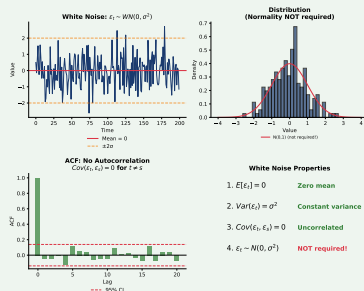 White Noise: εt ~ WN(0, σ²)
Value
2
1
0
−1
−2
0 25 50 75 100 125 150 175 200
Time
Mean = 0
±2σ
Distribution
(Normality NOT required)
Density
0.7
0.6
0.5
0.4
0.3
0.2
0.1
0.0
−4 −3 −2 −1 0 1 2 3 4
Value
N(0,1) (not required!)
ACF: No Autocorrelation
Cov(εt, εs) = 0 for t ≠ s
ACF
1.0
0.8
0.6
0.4
0.2
0.0
0 5 10 15 20
Lag
95% CI
White Noise Properties
1. E[εt] = 0 Zero mean
2. Var(εt) = σ² Constant variance
3. Cov(εt, εs) = 0 Uncorrelated
4. εt ~ N(0, σ²) NOT required!